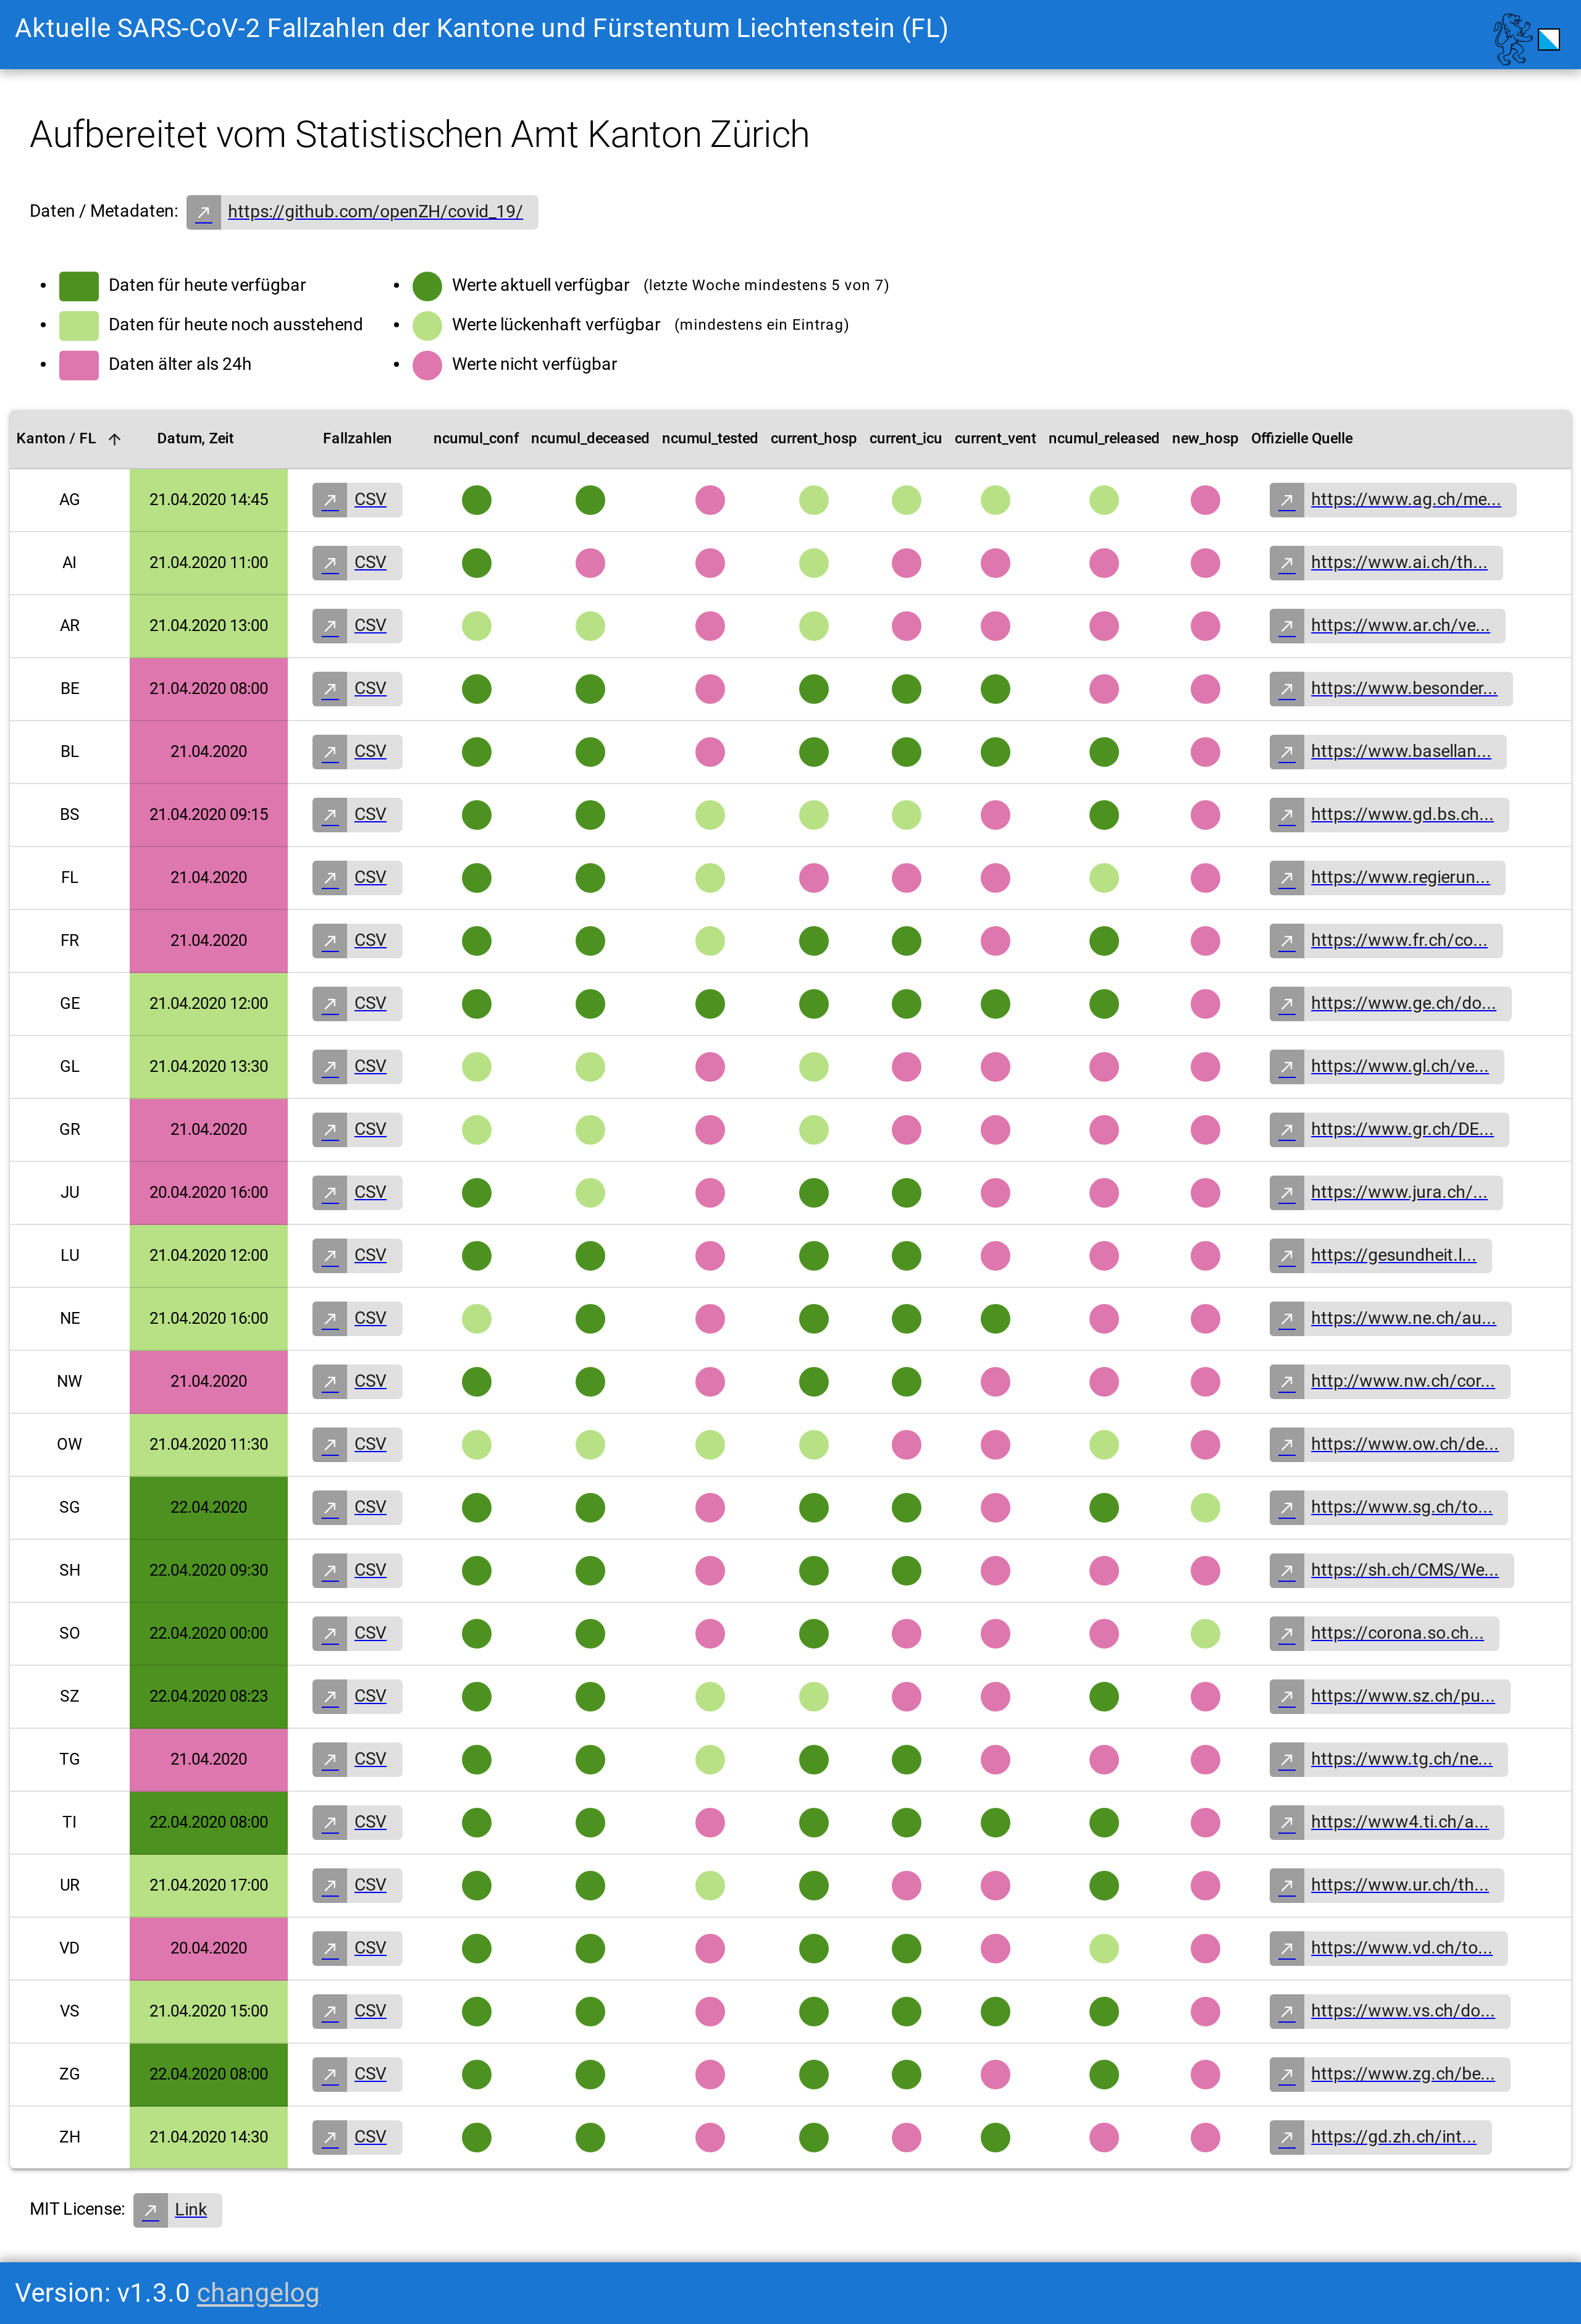 Aktuelle SARS-CoV-2 Fallzahlen der Kantone und Fürstentum Liechtenstein (FL)
Aufbereitet vom Statistischen Amt Kanton Zürich
Daten / Metadaten: https://github.com/openZH/covid_19/
Daten für heute verfügbar
Daten für heute noch ausstehend
Daten älter als 24h
Werte aktuell verfügbar (letzte Woche mindestens 5 von 7)
Werte lückenhaft verfügbar (mindestens ein Eintrag)
Werte nicht verfügbar
Kanton / FL Datum, Zeit Fallzahlen ncumul_conf ncumul_deceased ncumul_tested current_hosp current_icu current_vent ncumul_released new_hosp Offizielle Quelle
AG 21.04.2020 14:45 CSV https://www.ag.ch/me...
AI 21.04.2020 11:00 CSV https://www.ai.ch/th...
AR 21.04.2020 13:00 CSV https://www.ar.ch/ve...
BE 21.04.2020 08:00 CSV https://www.besonder...
BL 21.04.2020 CSV https://www.basellan...
BS 21.04.2020 09:15 CSV https://www.gd.bs.ch...
FL 21.04.2020 CSV https://www.regierun...
FR 21.04.2020 CSV https://www.fr.ch/co...
GE 21.04.2020 12:00 CSV https://www.ge.ch/do...
GL 21.04.2020 13:30 CSV https://www.gl.ch/ve...
GR 21.04.2020 CSV https://www.gr.ch/DE...
JU 20.04.2020 16:00 CSV https://www.jura.ch/...
LU 21.04.2020 12:00 CSV https://gesundheit.l...
NE 21.04.2020 16:00 CSV https://www.ne.ch/au...
NW 21.04.2020 CSV http://www.nw.ch/cor...
OW 21.04.2020 11:30 CSV https://www.ow.ch/de...
SG 22.04.2020 CSV https://www.sg.ch/to...
SH 22.04.2020 09:30 CSV https://sh.ch/CMS/We...
SO 22.04.2020 00:00 CSV https://corona.so.ch...
SZ 22.04.2020 08:23 CSV https://www.sz.ch/pu...
TG 21.04.2020 CSV https://www.tg.ch/ne...
TI 22.04.2020 08:00 CSV https://www4.ti.ch/a...
UR 21.04.2020 17:00 CSV https://www.ur.ch/th...
VD 20.04.2020 CSV https://www.vd.ch/to...
VS 21.04.2020 15:00 CSV https://www.vs.ch/do...
ZG 22.04.2020 08:00 CSV https://www.zg.ch/be...
ZH 21.04.2020 14:30 CSV https://gd.zh.ch/int...
MIT License: Link
Version: v1.3.0 changelog